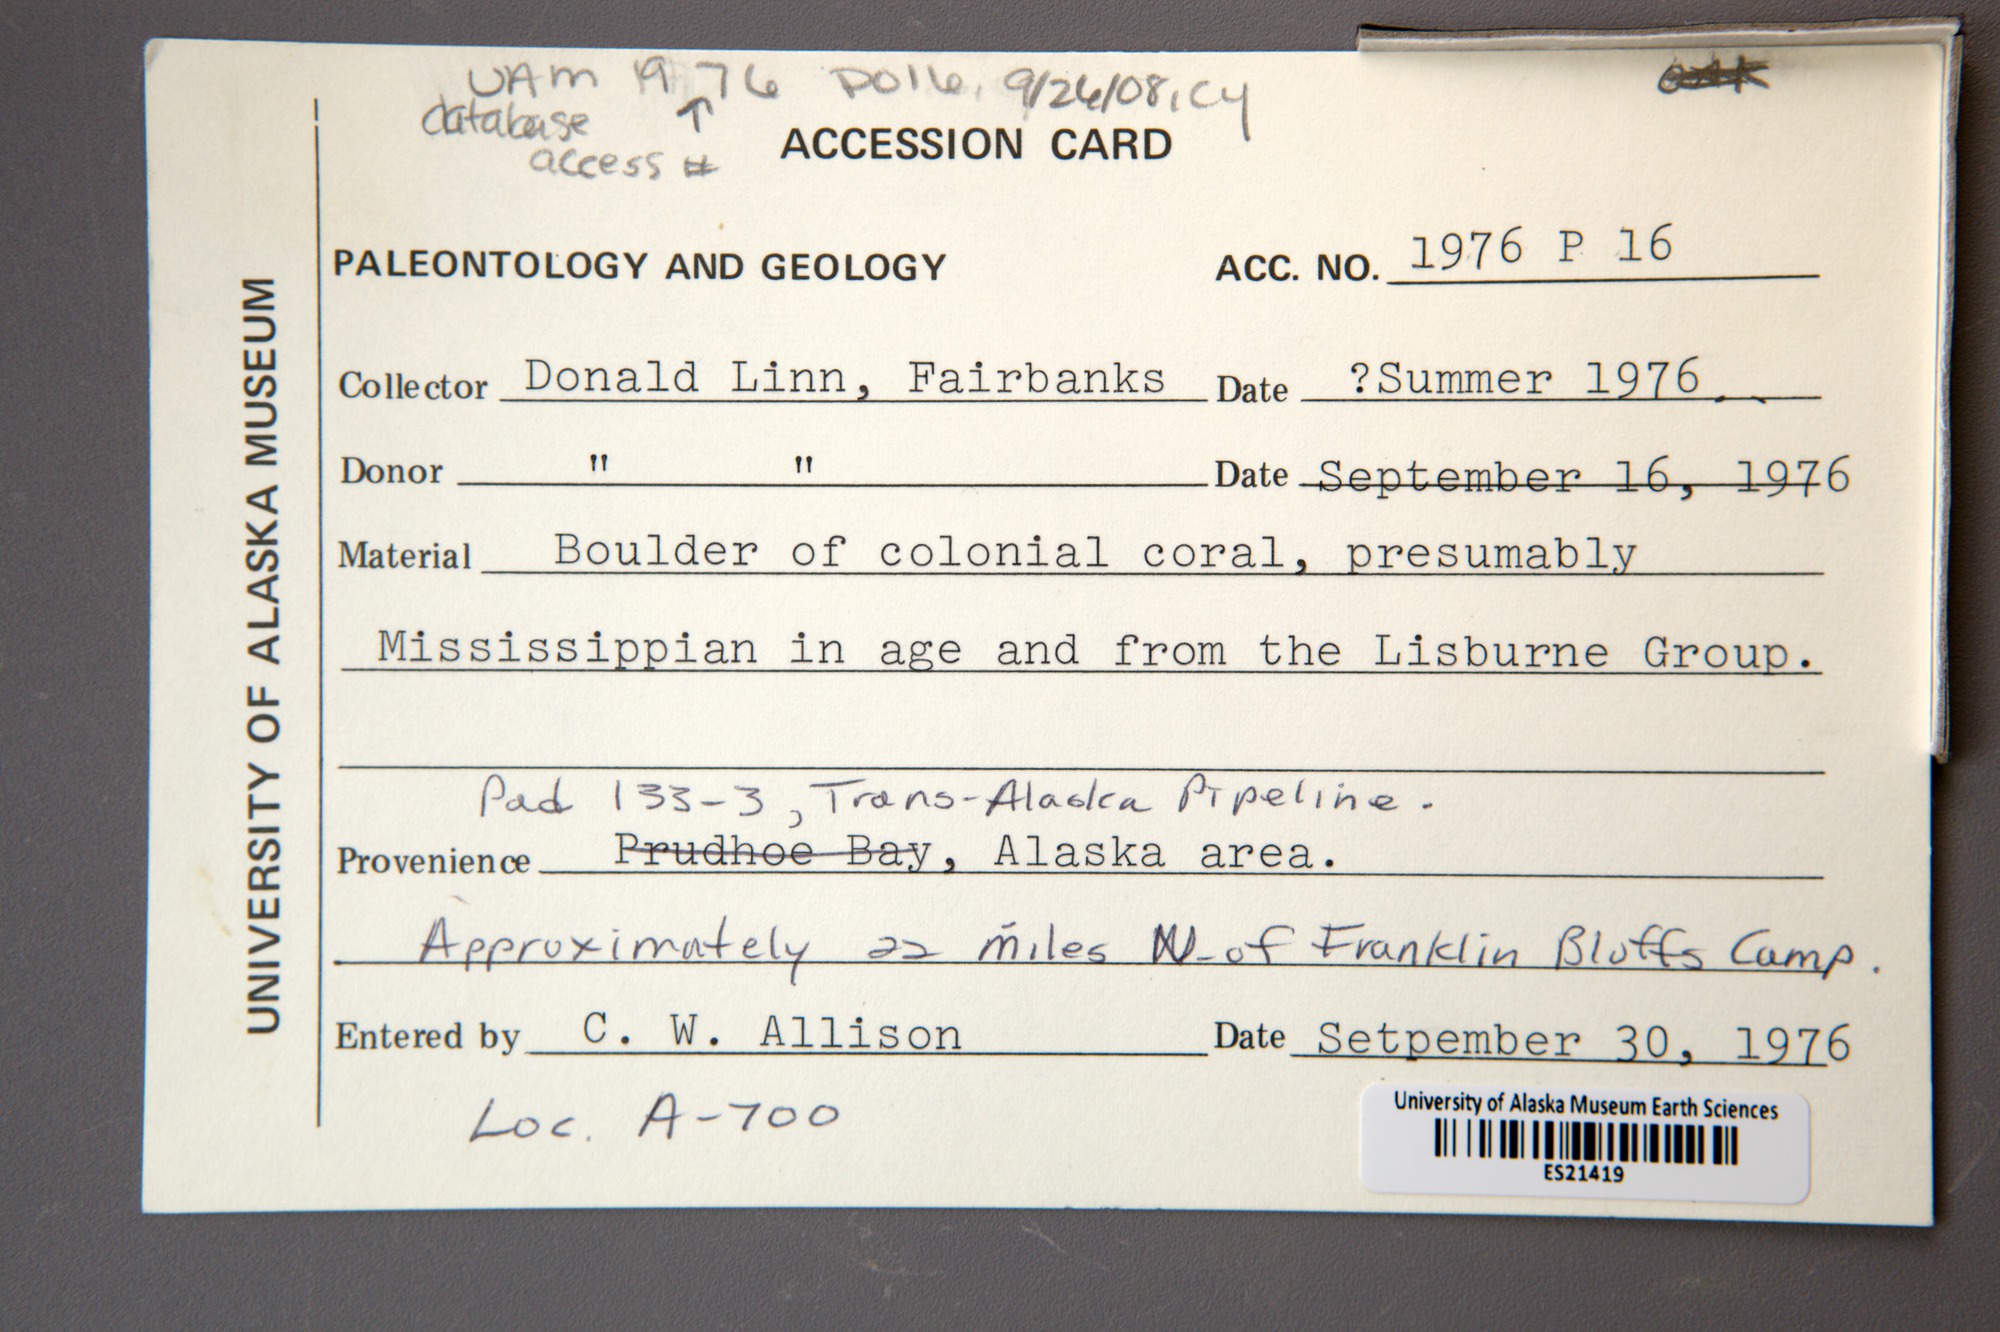 UAM 1976 P016, 9/26/08, CY
database
access #
ACCESSION CARD
UNIVERSITY OF ALASKA MUSEUM
PALEONTOLOGY AND GEOLOGY ACC. NO. 1976 P 16
Collector Donald Linn, Fairbanks Date ?Summer 1976
Donor " " Date September 16, 1976
Material Boulder of colonial coral, presumably
Mississippian in age and from the Lisburne Group.
Pad 133-3, Trans-Alaska Pipeline.
Provenience Prudhoe Bay, Alaska area.
Approximately 22 miles N of Franklin Bluffs Camp.
Entered by C. W. Allison Date Setpember 30, 1976
Loc. A-700
University of Alaska Museum Earth Sciences
ES21419